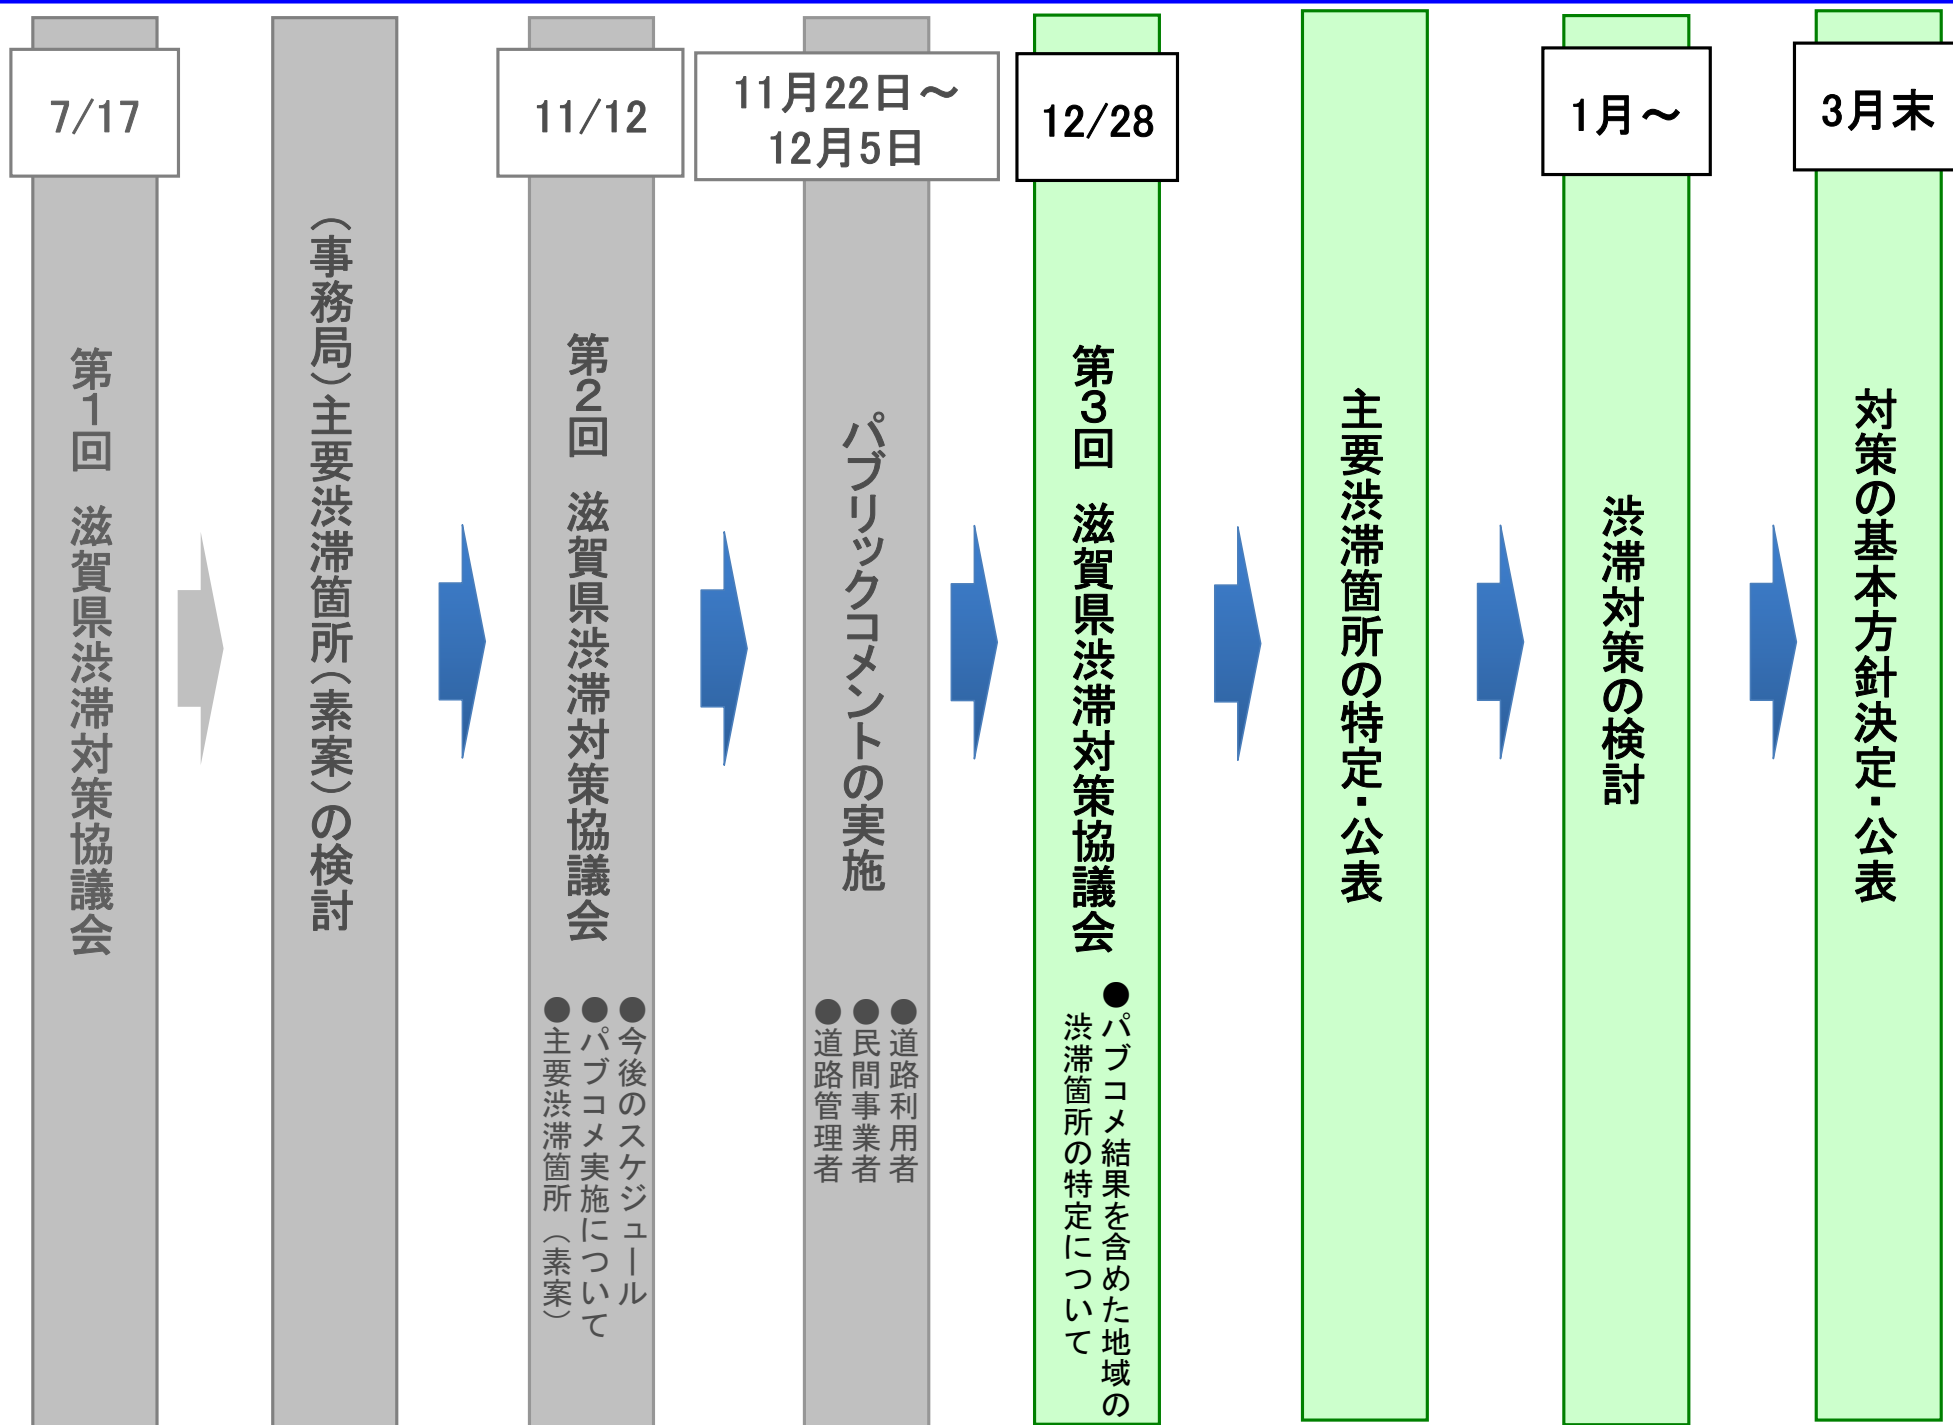 7/17
第1回 滋賀県渋滞対策協議会
（事務局）主要渋滞箇所（素案）の検討
11/12
第2回 滋賀県渋滞対策協議会
●今後のスケジュール
●パブコメ実施について
●主要渋滞箇所（素案）
11月22日～
12月5日
パブリックコメントの実施
●道路利用者
●民間事業者
●道路管理者
12/28
第3回 滋賀県渋滞対策協議会
●パブコメ結果を含めた地域の
渋滞箇所の特定について
主要渋滞箇所の特定・公表
1月～
渋滞対策の検討
3月末
対策の基本方針決定・公表